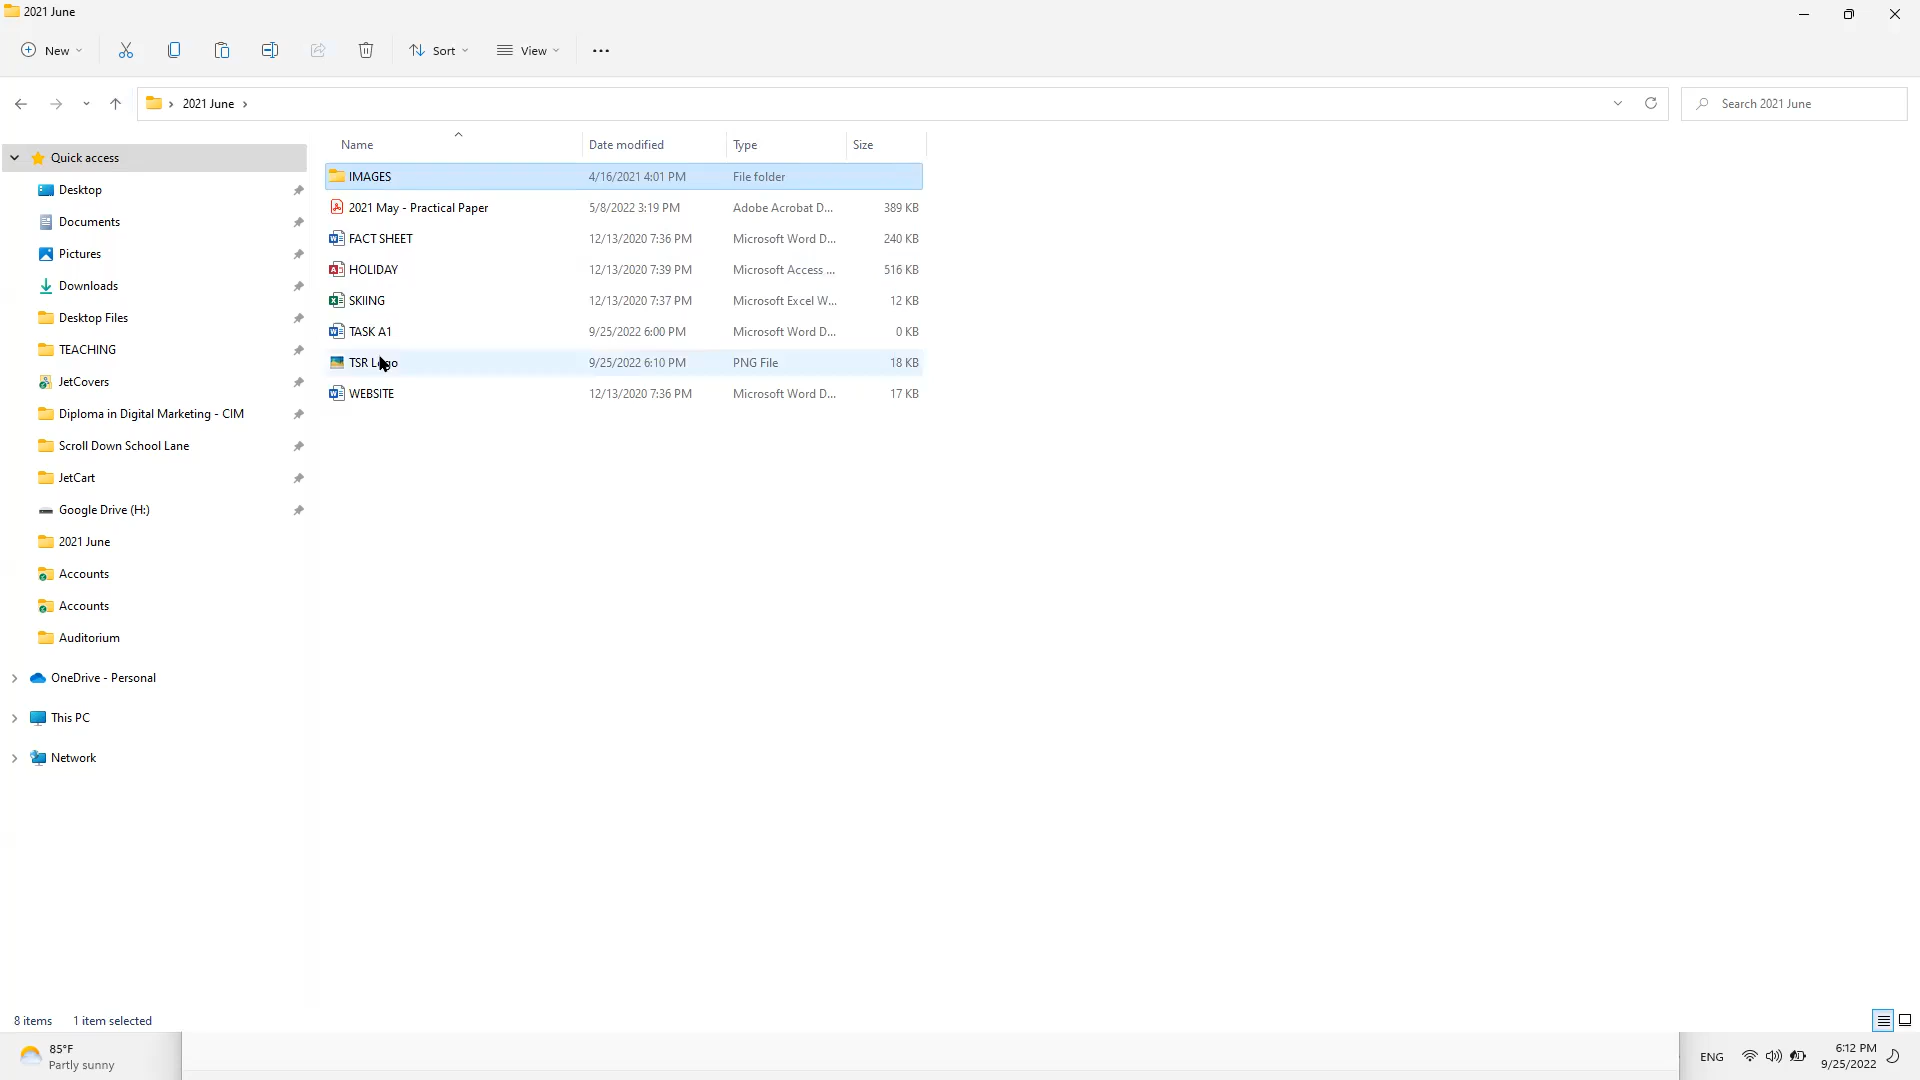 2021 June
New Sort View
2021 June Search 2021 June
Name Date modified Type Size
Quick access
Desktop
Documents
Pictures
Downloads
Desktop Files
TEACHING
JetCovers
Diploma in Digital Marketing - CIM
Scroll Down School Lane
JetCart
Google Drive (H:)
2021 June
Accounts
Accounts
Auditorium
OneDrive - Personal
This PC
Network
IMAGES 4/16/2021 4:01 PM File folder
2021 May - Practical Paper 5/8/2022 3:19 PM Adobe Acrobat D... 389 KB
FACT SHEET 12/13/2020 7:36 PM Microsoft Word D... 240 KB
HOLIDAY 12/13/2020 7:39 PM Microsoft Access ... 516 KB
SKIING 12/13/2020 7:37 PM Microsoft Excel W... 12 KB
TASK A1 9/25/2022 6:00 PM Microsoft Word D... 0 KB
TSR Logo 9/25/2022 6:10 PM PNG File 18 KB
WEBSITE 12/13/2020 7:36 PM Microsoft Word D... 17 KB
8 items 1 item selected
85°F
Partly sunny
ENG
6:12 PM
9/25/2022